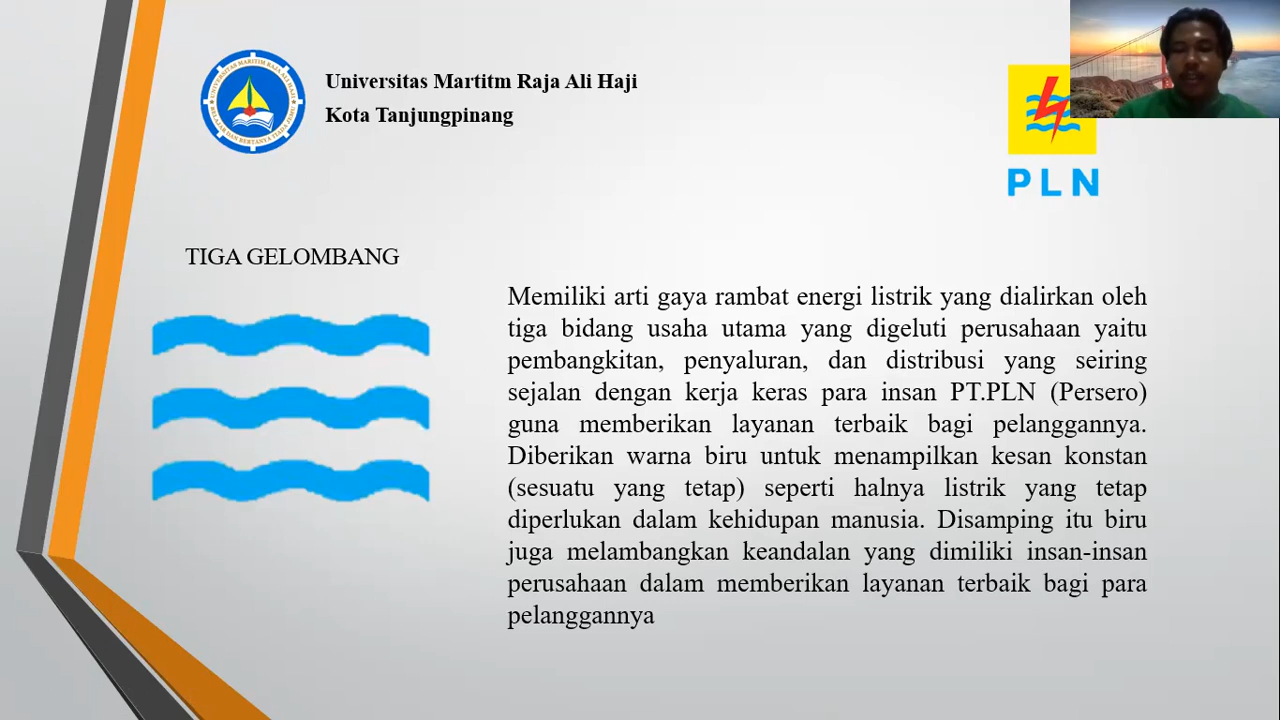 Universitas Martitm Raja Ali Haji
Kota Tanjungpinang
PLN
TIGA GELOMBANG
Memiliki arti gaya rambat energi listrik yang dialirkan oleh
tiga bidang usaha utama yang digeluti perusahaan yaitu
pembangkitan, penyaluran, dan distribusi yang seiring
sejalan dengan kerja keras para insan PT.PLN (Persero)
guna memberikan layanan terbaik bagi pelanggannya.
Diberikan warna biru untuk menampilkan kesan konstan
(sesuatu yang tetap) seperti halnya listrik yang tetap
diperlukan dalam kehidupan manusia. Disamping itu biru
juga melambangkan keandalan yang dimiliki insan-insan
perusahaan dalam memberikan layanan terbaik bagi para
pelanggannya